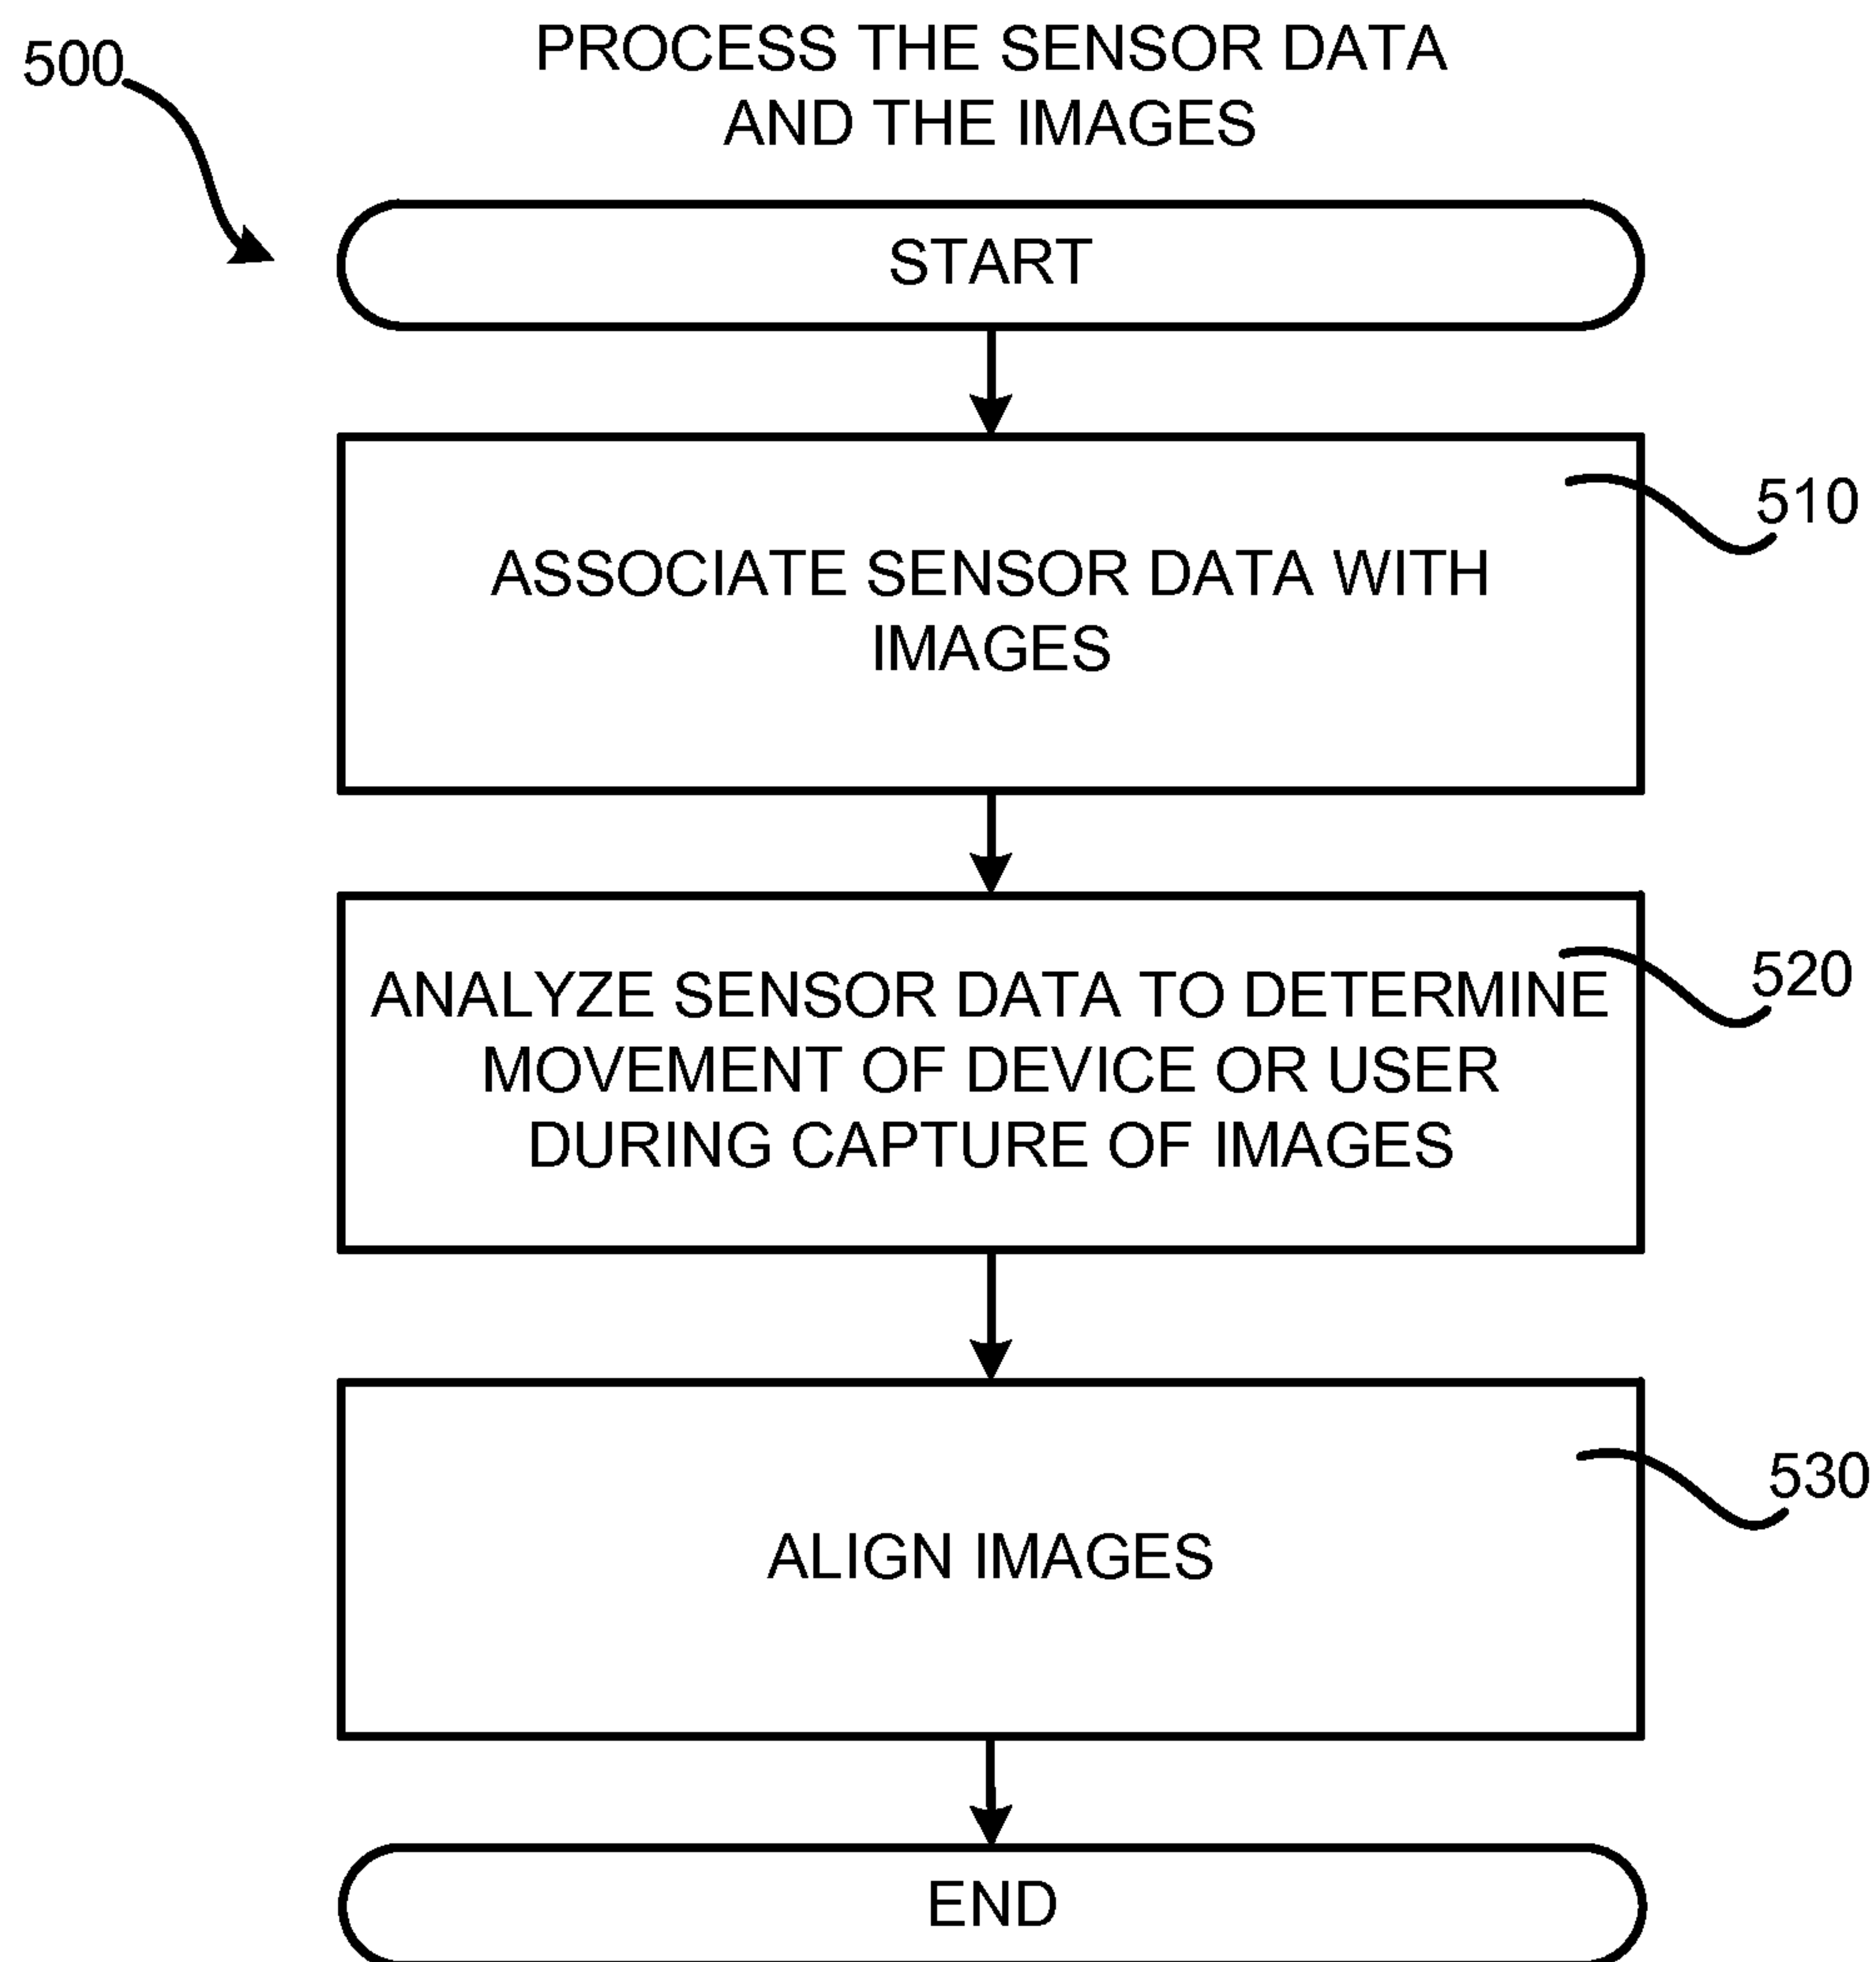 500
PROCESS THE SENSOR DATA
AND THE IMAGES
START
510
ASSOCIATE SENSOR DATA WITH
IMAGES
520
ANALYZE SENSOR DATA TO DETERMINE
MOVEMENT OF DEVICE OR USER
DURING CAPTURE OF IMAGES
530
ALIGN IMAGES
END